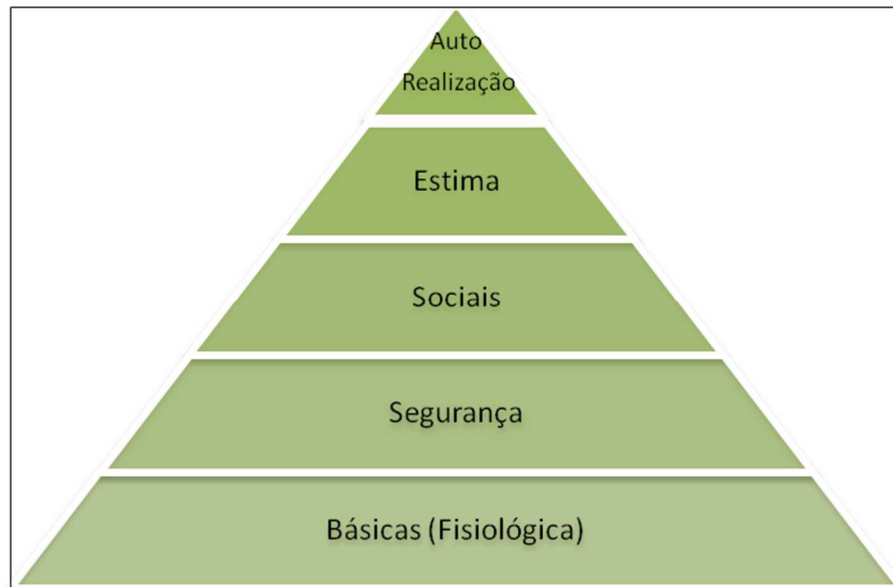 Auto
Realização
Estima
Sociais
Segurança
Básicas (Fisiológica)